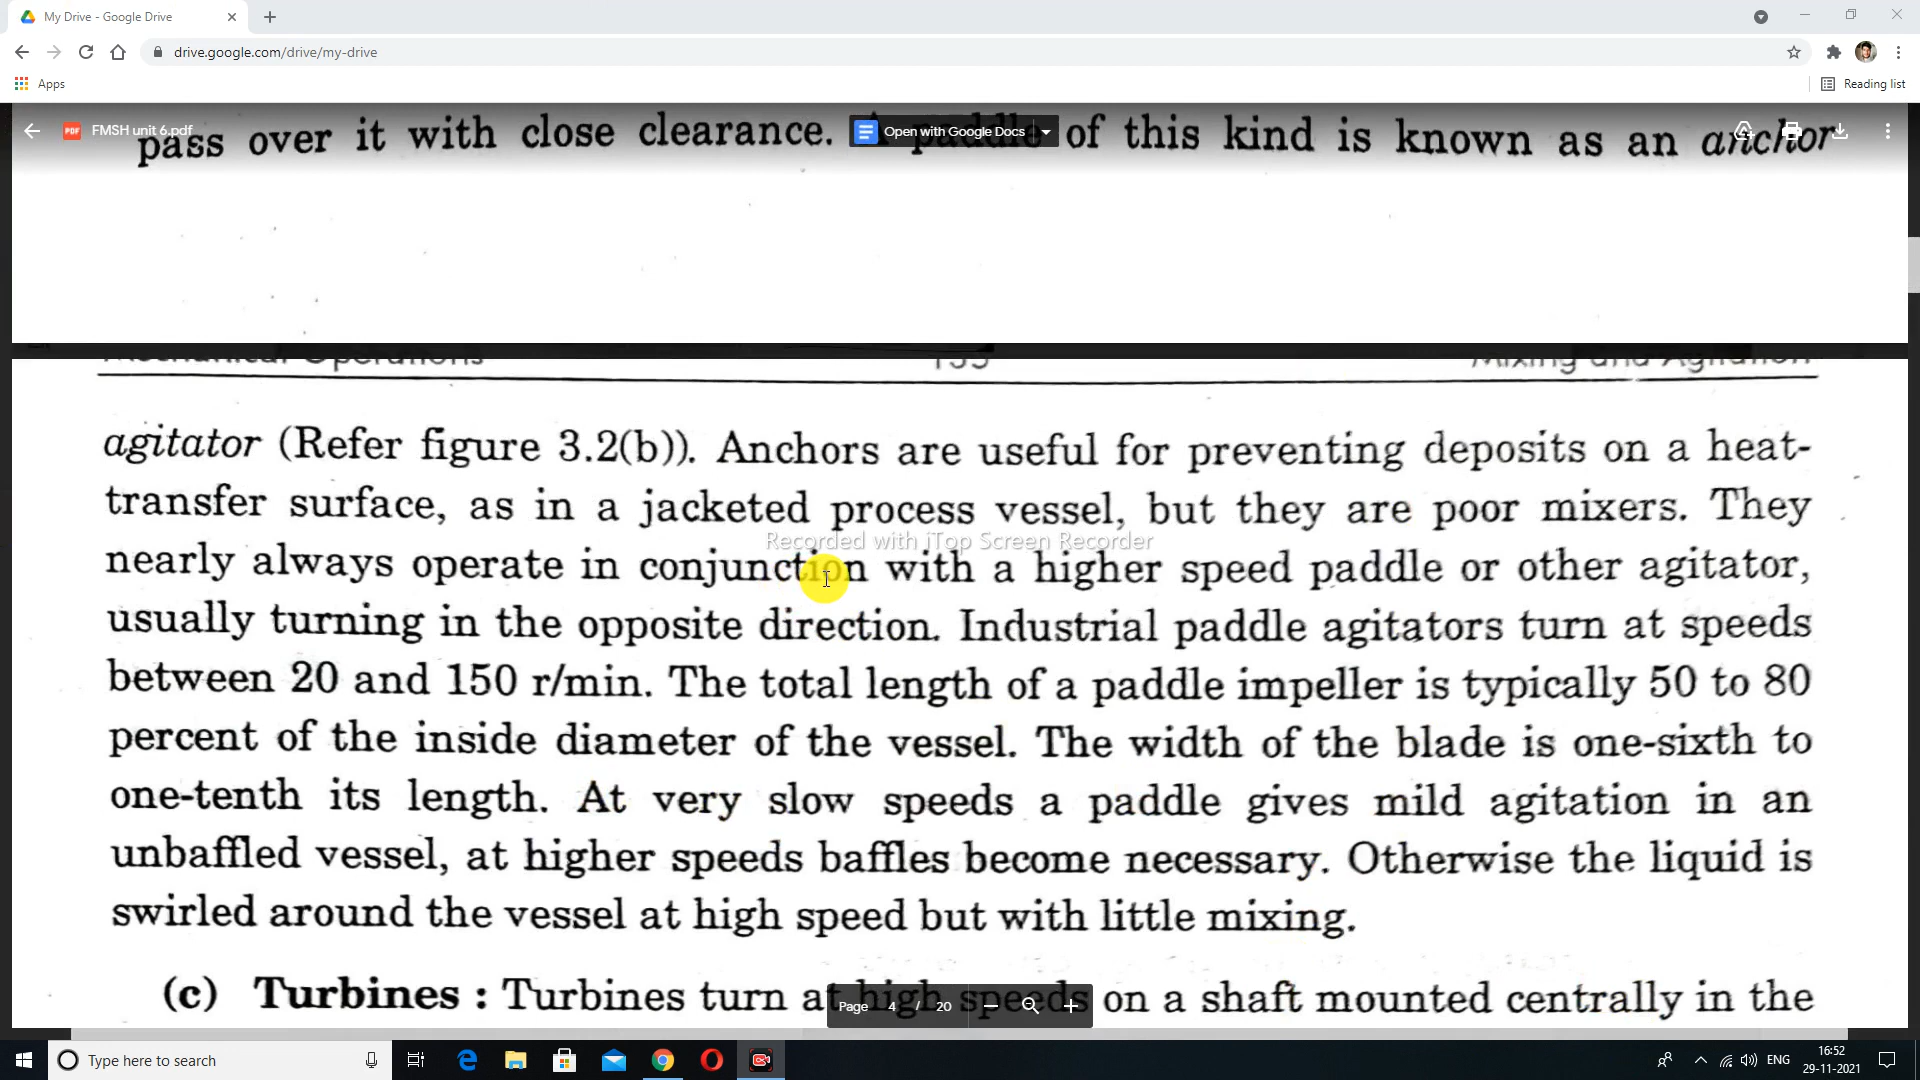 My Drive - Google Drive
drive.google.com/drive/my-drive
Apps
Reading list
FMSH unit 6.pdf
Open with Google Docs
pass over it with close clearance. A paddle of this kind is known as an anchor
Mechanical Operations 155 Mixing and Agitation
agitator (Refer figure 3.2(b)). Anchors are useful for preventing deposits on a heat-
transfer surface, as in a jacketed process vessel, but they are poor mixers. They
Recorded with iTop Screen Recorder
nearly always operate in conjunction with a higher speed paddle or other agitator,
usually turning in the opposite direction. Industrial paddle agitators turn at speeds
between 20 and 150 r/min. The total length of a paddle impeller is typically 50 to 80
percent of the inside diameter of the vessel. The width of the blade is one-sixth to
one-tenth its length. At very slow speeds a paddle gives mild agitation in an
unbaffled vessel, at higher speeds baffles become necessary. Otherwise the liquid is
swirled around the vessel at high speed but with little mixing.
(c) Turbines : Turbines turn at high speeds on a shaft mounted centrally in the
Page 4 / 20
Type here to search
ENG
16:52
29-11-2021